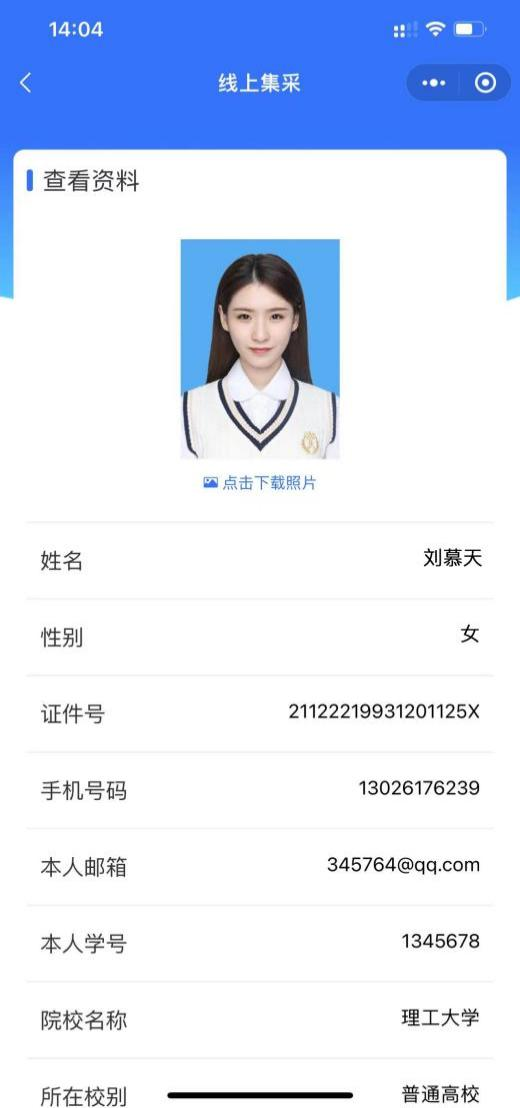 14:04
线上集采
查看资料
点击下载照片
姓名 刘慕天
性别 女
证件号 21122219931201125X
手机号码 13026176239
本人邮箱 345764@qq.com
本人学号 1345678
院校名称 理工大学
所在校别 普通高校